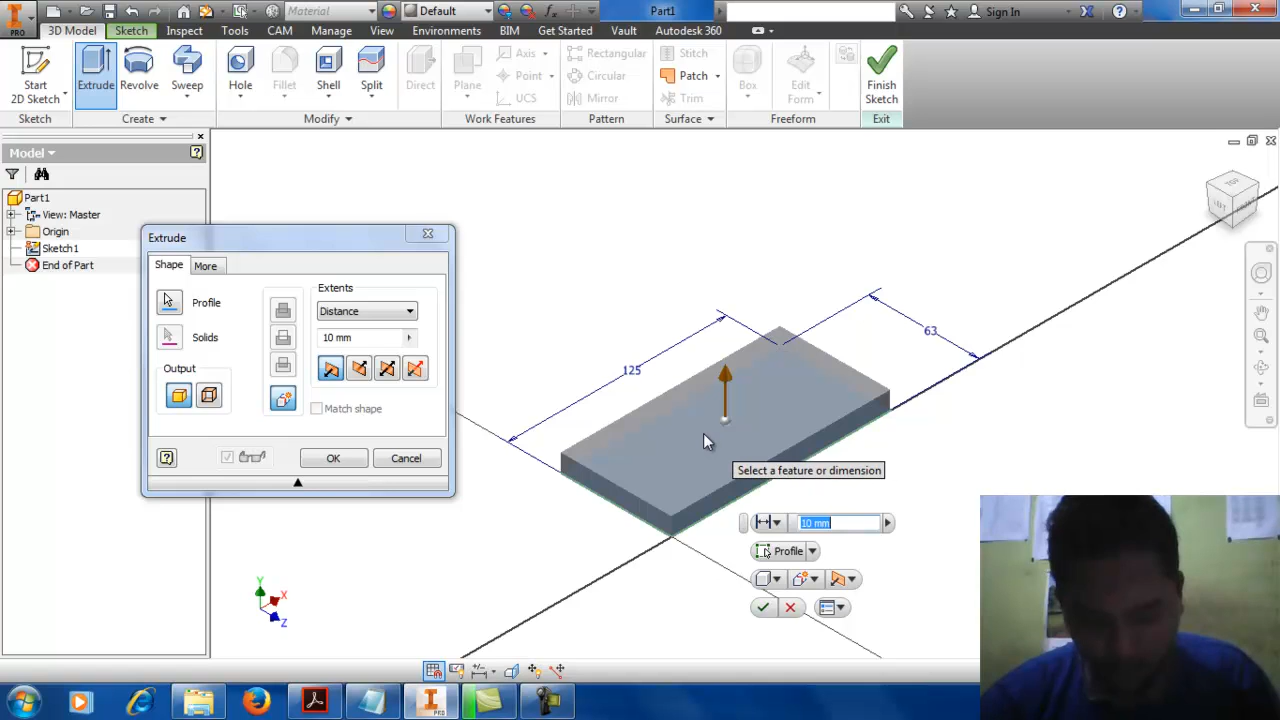 Material
Default
Part1
Sign In
PRO
3D Model
Sketch
Inspect
Tools
CAM
Manage
View
Environments
BIM
Get Started
Vault
Autodesk 360
Start
2D Sketch
Extrude
Revolve
Sweep
Hole
Fillet
Shell
Split
Direct
Plane
Axis
Point
UCS
Rectangular
Circular
Mirror
Stitch
Patch
Trim
Box
Edit
Form
Finish
Sketch
Sketch
Create
Modify
Work Features
Pattern
Surface
Freeform
Exit
Model
Part1
View: Master
Origin
Sketch1
End of Part
Extrude
Shape
More
Profile
Solids
Output
Extents
Distance
10 mm
Match shape
OK
Cancel
125
63
Select a feature or dimension
10 mm
Profile
TOP
LEFT
FRONT
Y
X
Z